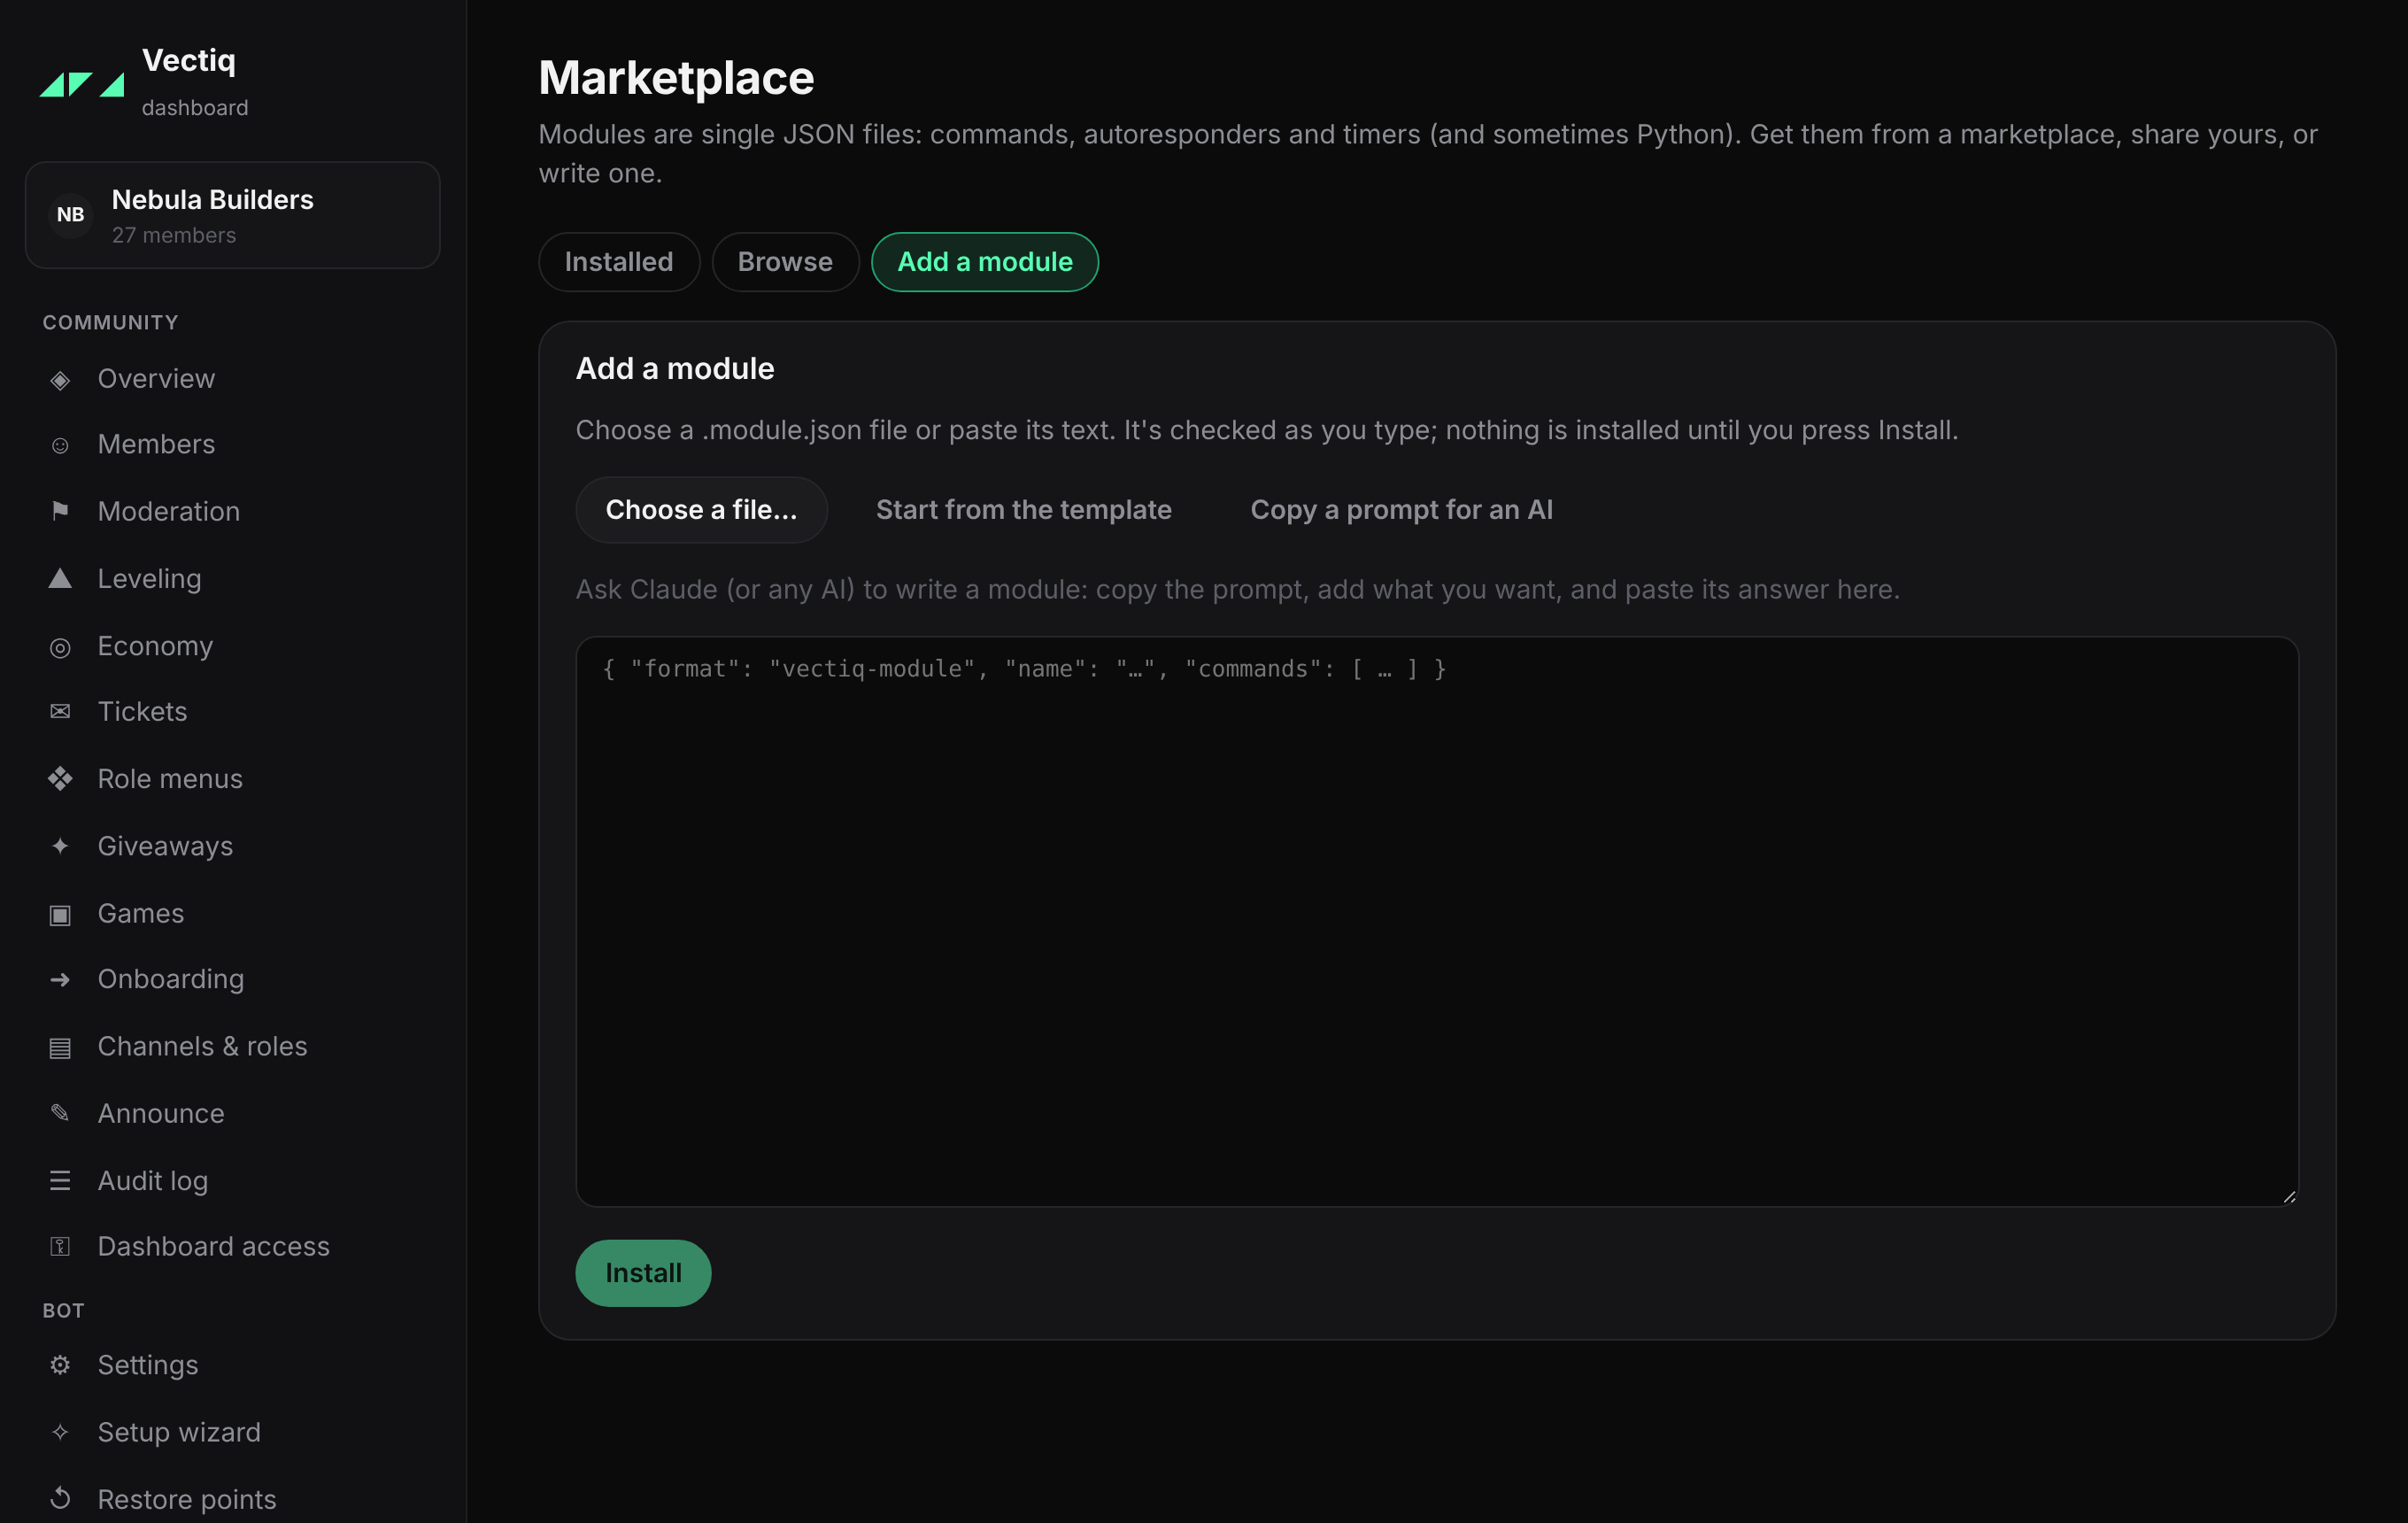 Vectiq
dashboard
NB
Nebula Builders
27 members
COMMUNITY
Overview
Members
Moderation
Leveling
Economy
Tickets
Role menus
Giveaways
Games
Onboarding
Channels & roles
Announce
Audit log
Dashboard access
BOT
Settings
Setup wizard
Restore points
Marketplace
Modules are single JSON files: commands, autoresponders and timers (and sometimes Python). Get them from a marketplace, share yours, or
write one.
Installed
Browse
Add a module
Add a module
Choose a .module.json file or paste its text. It's checked as you type; nothing is installed until you press Install.
Choose a file…
Start from the template
Copy a prompt for an AI
Ask Claude (or any AI) to write a module: copy the prompt, add what you want, and paste its answer here.
{ "format": "vectiq-module", "name": "…", "commands": [ … ] }
Install